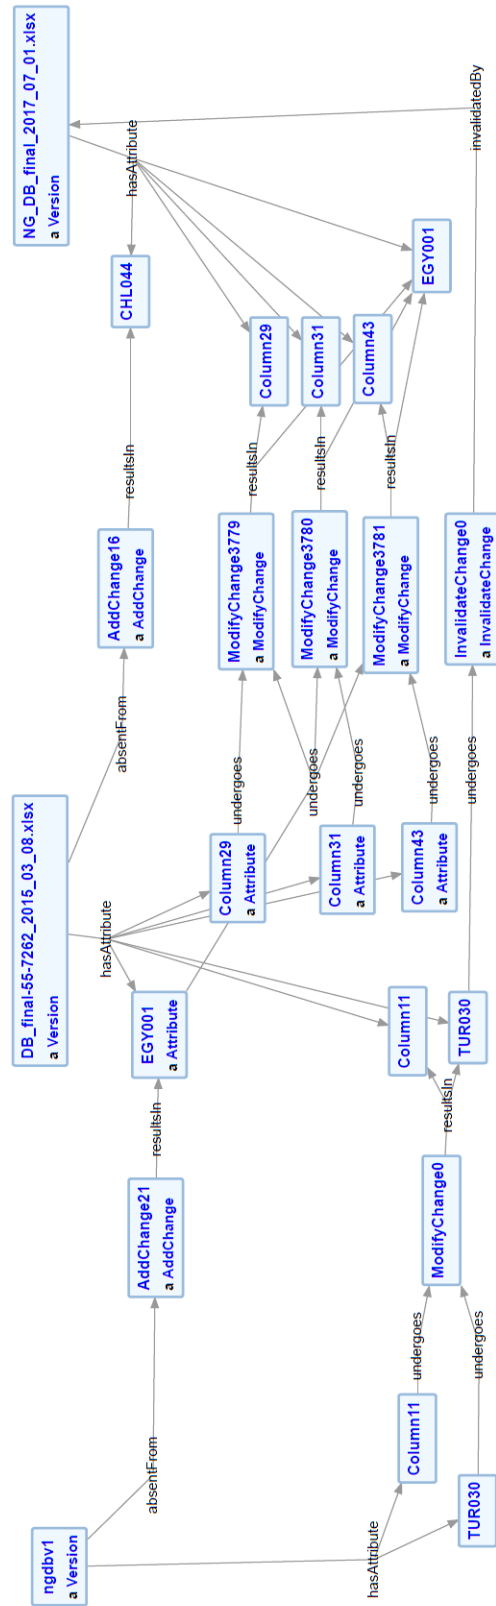 ngdbv1
a Version
absentFrom
hasAttribute
AddChange21
a AddChange
Column11
TUR030
undergoes
undergoes
ModifyChange0
resultsIn
resultsIn
DB_final-55-7262_2015_03_08.xlsx
a Version
hasAttribute
absentFrom
EGY001
a Attribute
Column11
TUR030
Column29
a Attribute
Column31
a Attribute
Column43
a Attribute
undergoes
undergoes
undergoes
undergoes
undergoes
AddChange16
a AddChange
ModifyChange3779
a ModifyChange
ModifyChange3780
a ModifyChange
ModifyChange3781
a ModifyChange
InvalidateChange0
a InvalidateChange
resultsIn
resultsIn
resultsIn
resultsIn
CHL044
Column29
Column31
Column43
EGY001
hasAttribute
invalidatedBy
NG_DB_final_2017_07_01.xlsx
a Version